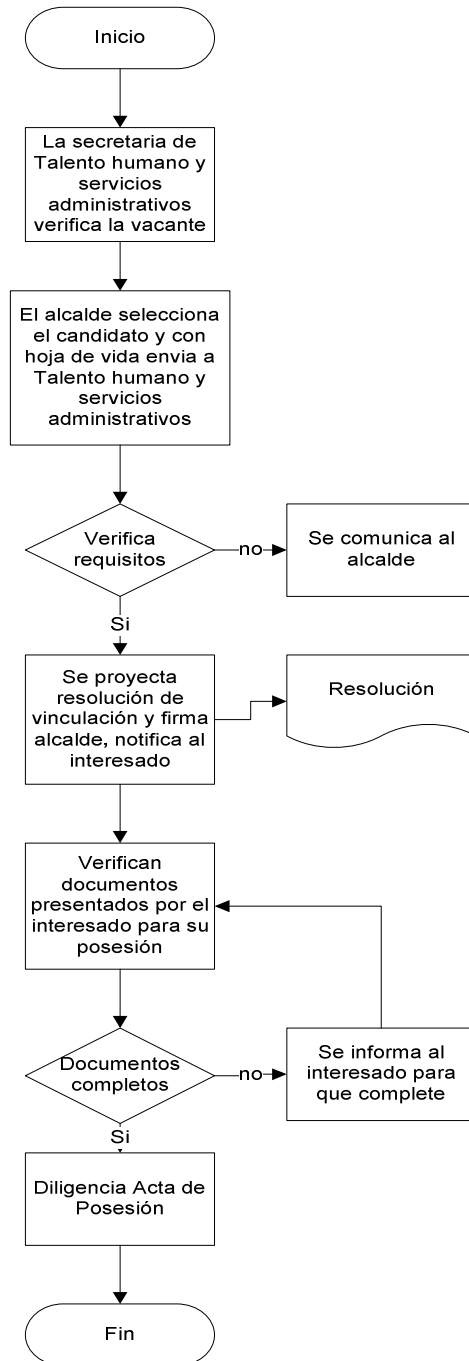 Inicio
La secretaria de
Talento humano y
servicios
administrativos
verifica la vacante
El alcalde selecciona
el candidato y con
hoja de vida envia a
Talento humano y
servicios
administrativos
Verifica
requisitos
no
Se comunica al
alcalde
Si
Se proyecta
resolución de
vinculación y firma
alcalde, notifica al
interesado
Resolución
Verifican
documentos
presentados por el
interesado para su
posesión
Documentos
completos
no
Se informa al
interesado para
que complete
Si
Diligencia Acta de
Posesión
Fin